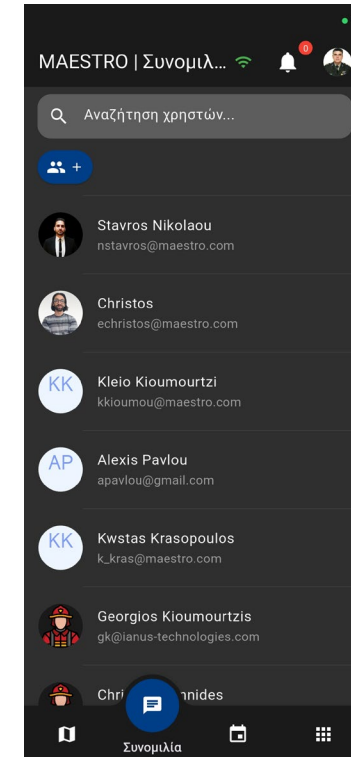 MAESTRO | Συνομιλ...
0
Αναζήτηση χρηστών...
+
Stavros Nikolaou
nstavros@maestro.com
Christos
echristos@maestro.com
KK
Kleio Kioumourtzi
kkioumou@maestro.com
AP
Alexis Pavlou
apavlou@gmail.com
KK
Kwstas Krasopoulos
k_kras@maestro.com
Georgios Kioumourtzis
gk@ianus-technologies.com
Συνομιλία